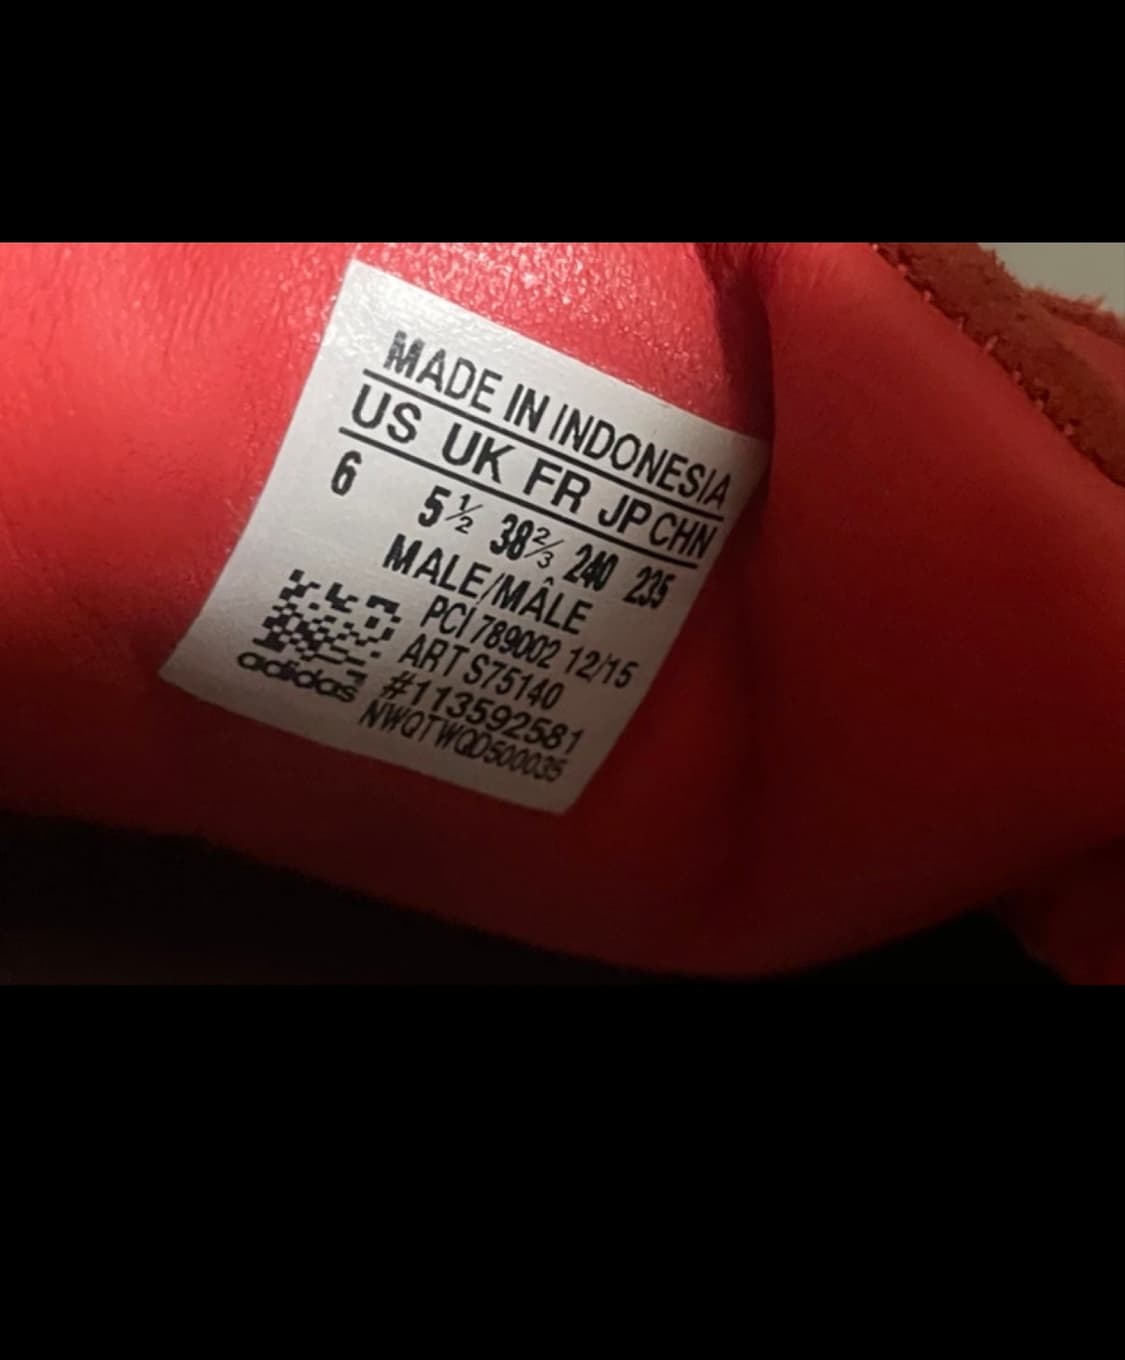 MADE IN INDONESIA
US UK FR JP CHN
6 5½ 38⅔ 240 235
MALE/MÂLE
PCI 789002 12/15
ART S75140
#113592581
NWQTWQD500035
adidas